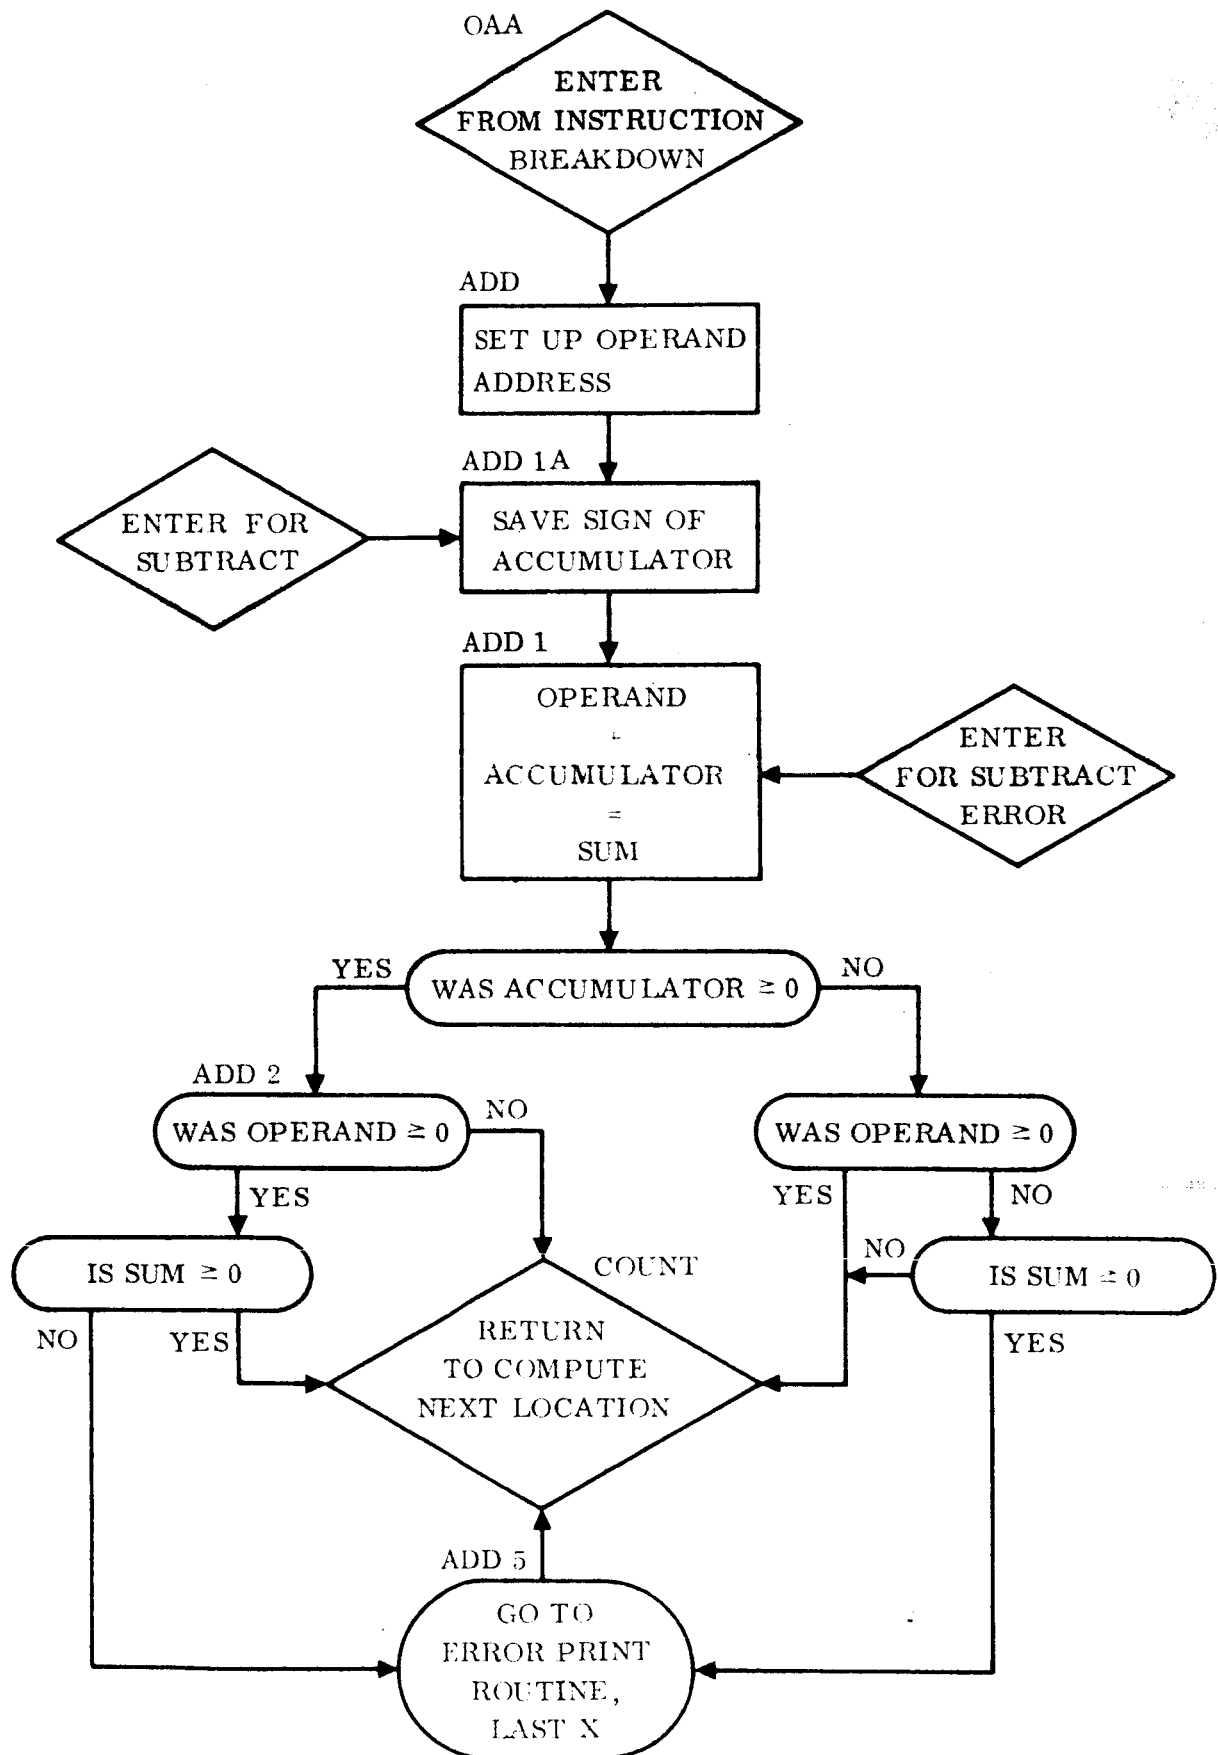 OAA
ENTER
FROM INSTRUCTION
BREAKDOWN
ADD
SET UP OPERAND
ADDRESS
ADD 1A
ENTER FOR
SUBTRACT
SAVE SIGN OF
ACCUMULATOR
ADD 1
OPERAND
+
ACCUMULATOR
=
SUM
ENTER
FOR SUBTRACT
ERROR
YES
WAS ACCUMULATOR ≥ 0
NO
ADD 2
WAS OPERAND ≥ 0
NO
WAS OPERAND ≥ 0
YES
YES
NO
IS SUM ≥ 0
COUNT
NO
IS SUM ≥ 0
NO
YES
RETURN
TO COMPUTE
NEXT LOCATION
YES
ADD 5
GO TO
ERROR PRINT
ROUTINE,
LAST X